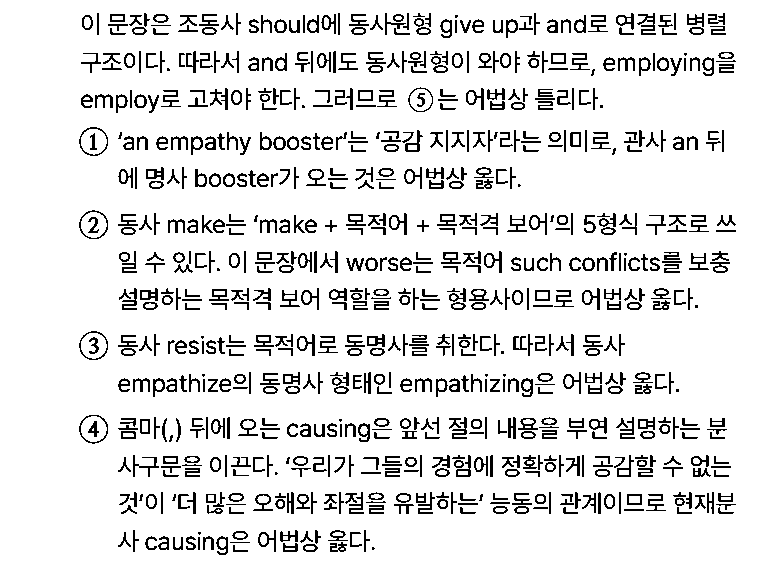 이 문장은 조동사 should에 동사원형 give up과 and로 연결된 병렬
구조이다. 따라서 and 뒤에도 동사원형이 와야 하므로, employing을
employ로 고쳐야 한다. 그러므로 ⑤는 어법상 틀리다.
① ‘an empathy booster’는 ‘공감 지지자’라는 의미로, 관사 an 뒤
에 명사 booster가 오는 것은 어법상 옳다.
② 동사 make는 ‘make + 목적어 + 목적격 보어’의 5형식 구조로 쓰
일 수 있다. 이 문장에서 worse는 목적어 such conflicts를 보충
설명하는 목적격 보어 역할을 하는 형용사이므로 어법상 옳다.
③ 동사 resist는 목적어로 동명사를 취한다. 따라서 동사
empathize의 동명사 형태인 empathizing은 어법상 옳다.
④ 콤마(,) 뒤에 오는 causing은 앞선 절의 내용을 부연 설명하는 분
사구문을 이끈다. ‘우리가 그들의 경험에 정확하게 공감할 수 없는
것’이 ‘더 많은 오해와 좌절을 유발하는’ 능동의 관계이므로 현재분
사 causing은 어법상 옳다.